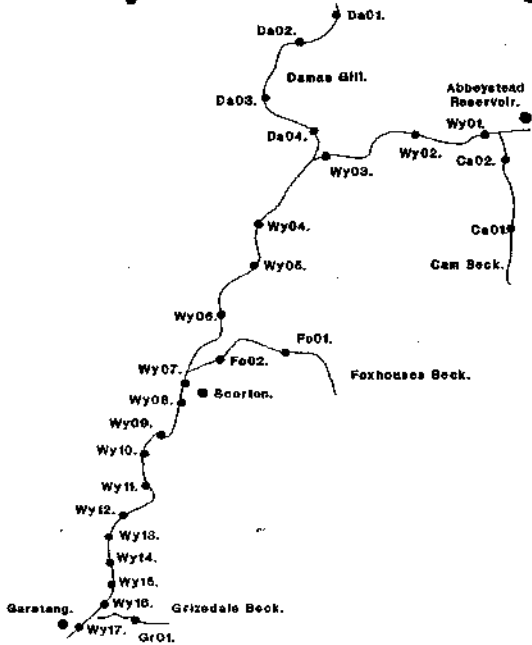 Da01.
Da02.
Damas Gill.
Da03.
Abbeystead
Reservoir.
Da04.
Wy01.
Wy02.
Ca02.
Wy03.
Wy04.
Ca01.
Wy05.
Cam Beck.
Wy06.
Fo01.
Wy07.
Fo02.
Foxhouses Beck.
Wy08.
Scorton.
Wy09.
Wy10.
Wy11.
Wy12.
Wy13.
Wy14.
Wy15.
Garstang.
Wy16.
Grizedale Beck.
Wy17.
Gr01.